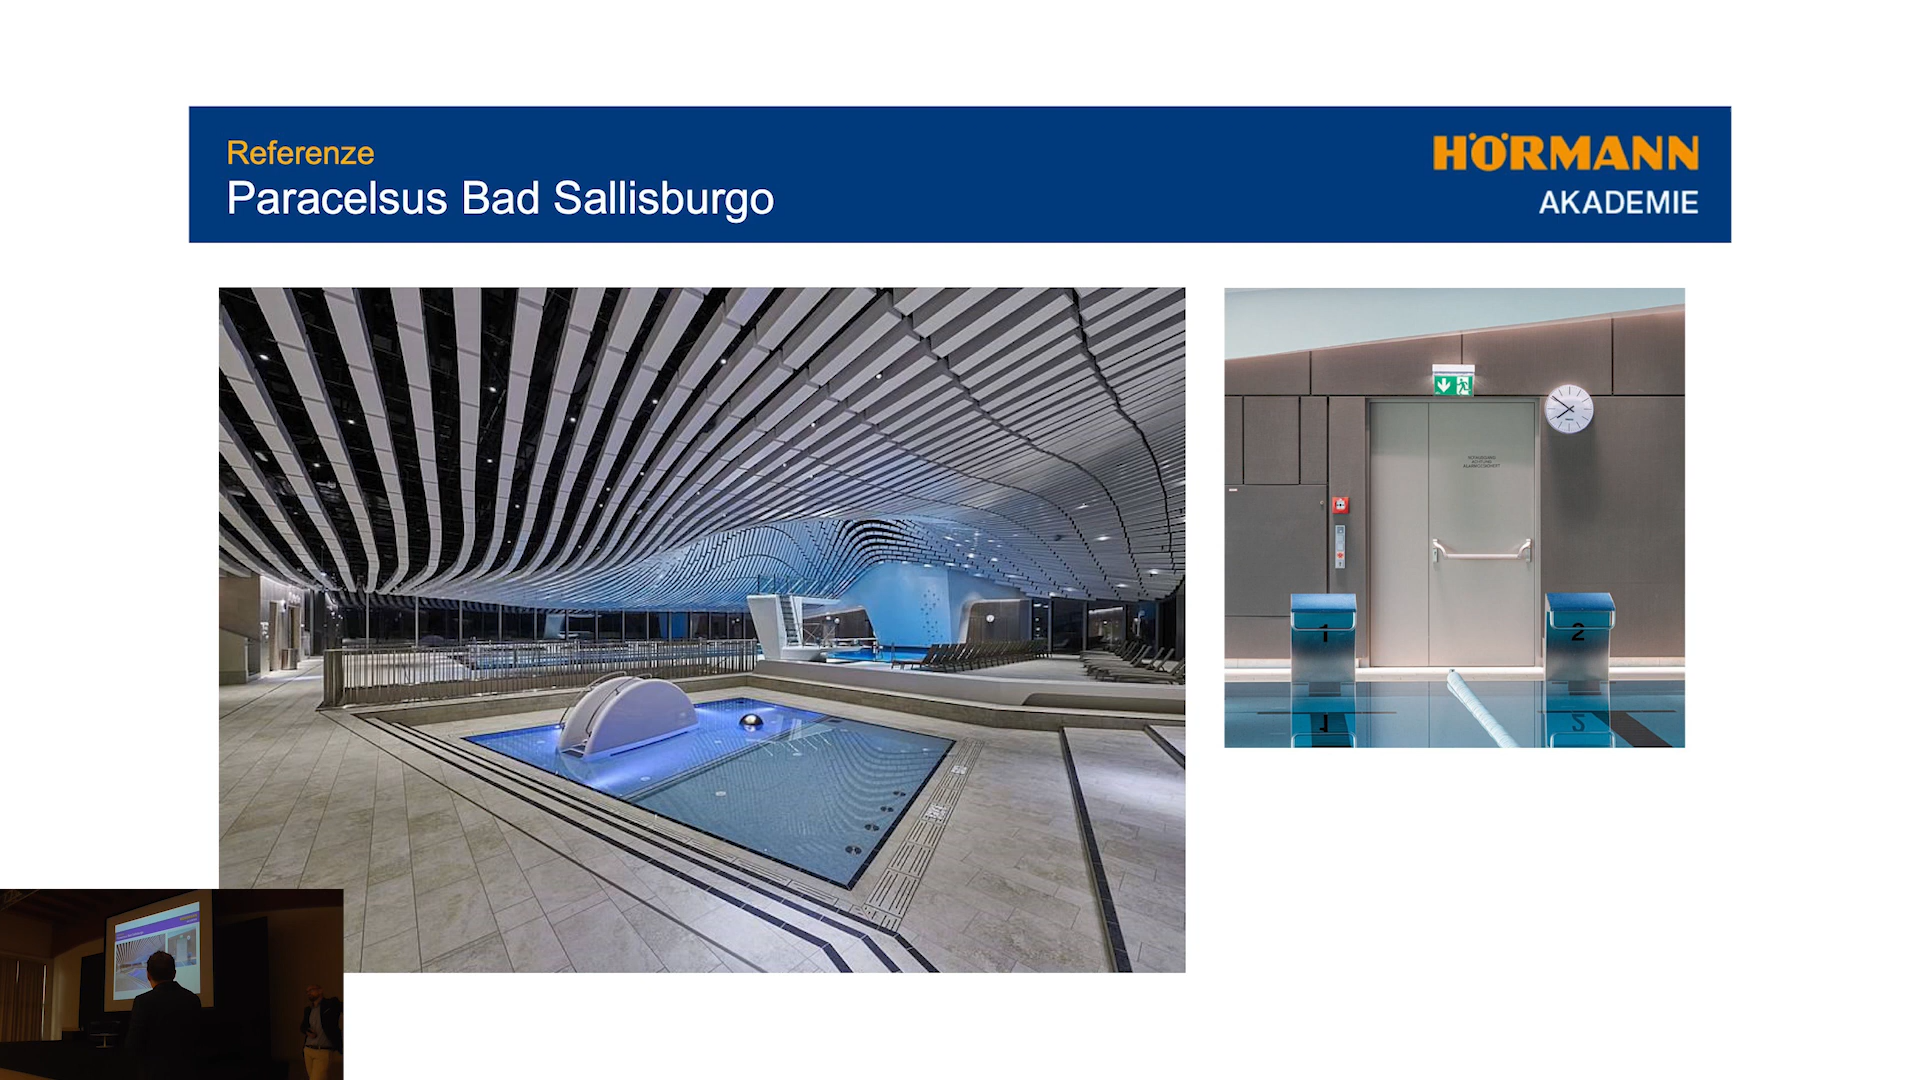 Referenze
Paracelsus Bad Sallisburgo
HÖRMANN
AKADEMIE
1
2